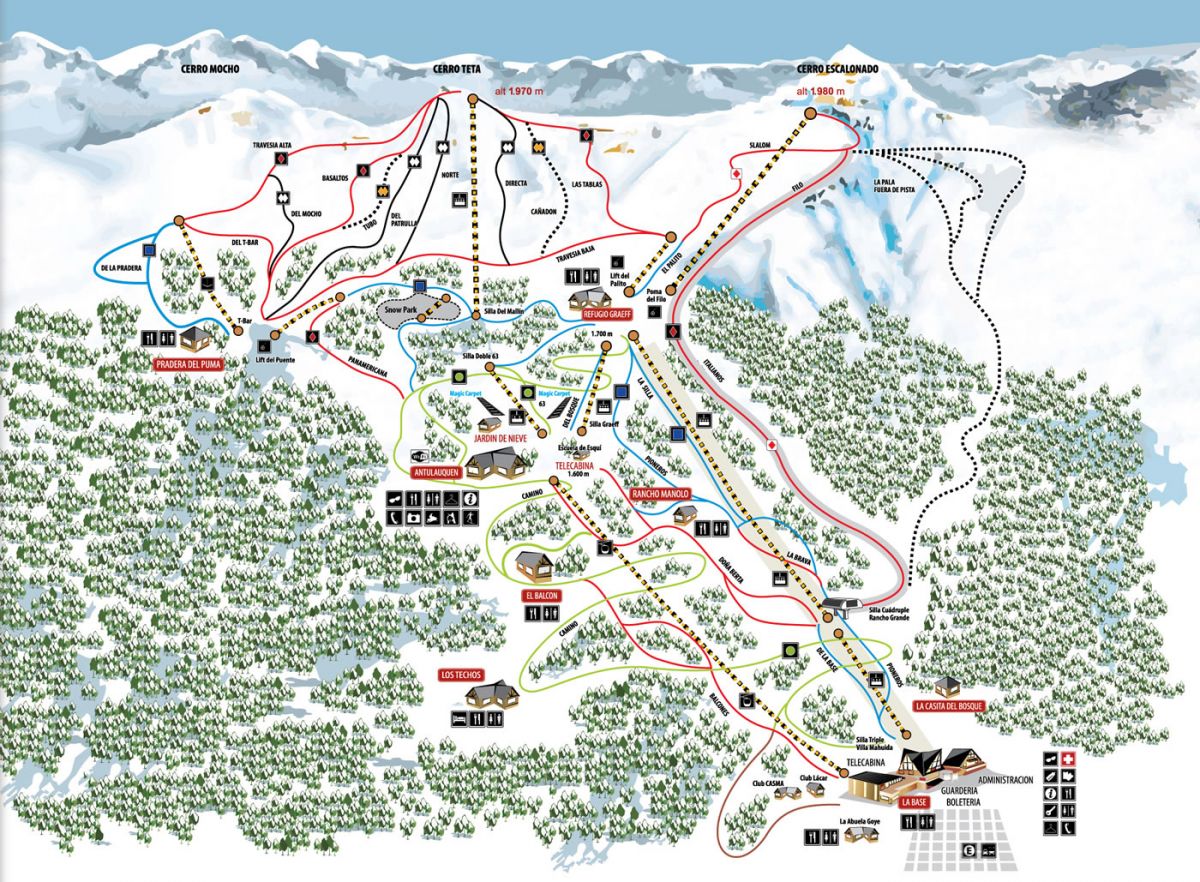 CERRO MOCHO
CERRO TETA
CERRO ESCALONADO
alt 1.970 m
alt 1.980 m
TRAVESIA ALTA
BASALTOS
NORTE
DIRECTA
LAS TABLAS
SLALOM
FILO
LA PALA
FUERA DE PISTA
DEL MOCHO
TUBO
DEL
PATRULLA
CAÑADON
DEL T-BAR
DE LA PRADERA
TRAVESIA BAJA
EL PALITO
Lift del
Palito
Poma
del Filo
REFUGIO GRAEFF
Snow Park
Silla Del Mallin
T-Bar
Lift del Puente
PRADERA DEL PUMA
PANAMERICANA
1.700 m
Silla Doble 63
ITALIANOS
LA SILLA
Magic Carpet
Magic Carpet
63
DEL BOSQUE
Silla Graeff
JARDIN DE NIEVE
Escuela de Esquí
ANTULAUQUEN
TELECABINA
1.600 m
PIONEROS
RANCHO MANOLO
CAMINO
LA BRAVA
DOÑA BERTA
EL BALCON
Silla Cuádruple
Rancho Grande
CAMINO
DE LA BASE
PIONEROS
LOS TECHOS
BALCONES
LA CASITA DEL BOSQUE
Silla Triple
Villa Mahuida
TELECABINA
ADMINISTRACION
Club CASMA
Club Lácar
GUARDERIA
BOLETERIA
LA BASE
La Abuela Goye
E